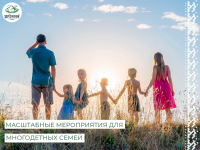 МАСШТАБНЫЕ МЕРОПРИЯТИЯ ДЛЯ
МНОГОДЕТНЫХ СЕМЕЙ